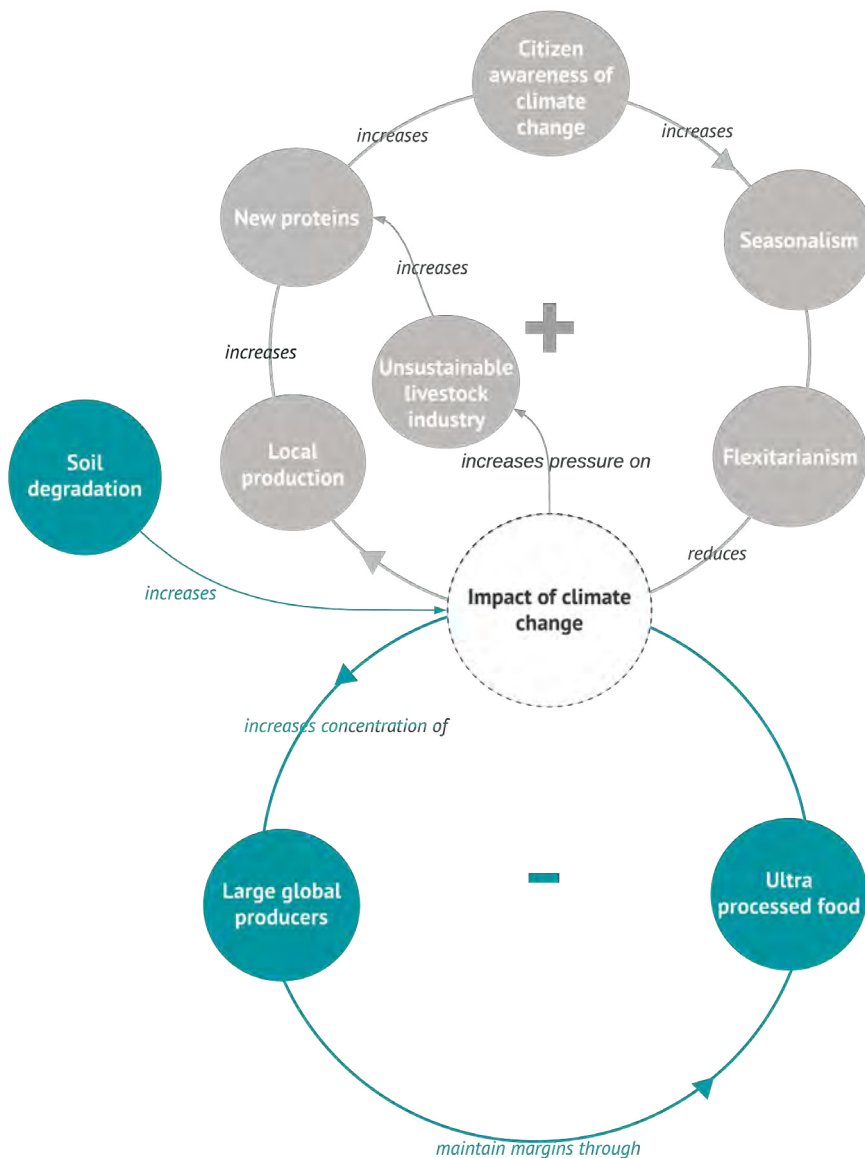 Citizen
awareness of
climate
change
increases
increases
New proteins
Seasonalism
increases
increases
Unsustainable
livestock
industry
Local
production
Flexitarianism
Soil
degradation
increases pressure on
reduces
increases
Impact of climate
change
increases concentration of
Large global
producers
Ultra
processed food
maintain margins through